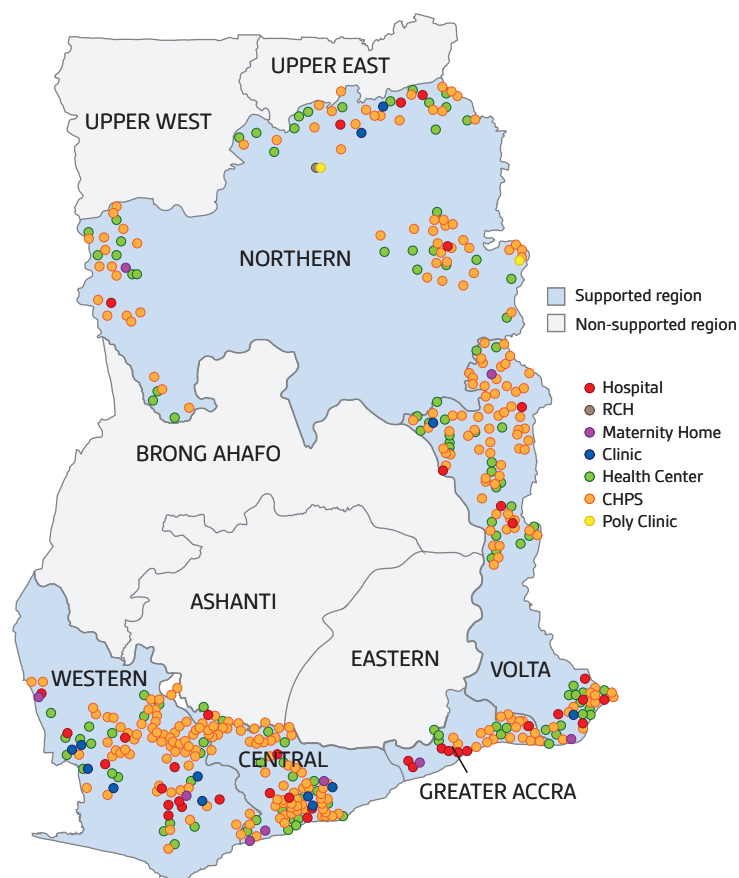 UPPER EAST
UPPER WEST
NORTHERN
Supported region
Non-supported region
Hospital
RCH
Maternity Home
Clinic
Health Center
CHPS
Poly Clinic
BRONG AHAFO
ASHANTI
EASTERN
VOLTA
WESTERN
CENTRAL
GREATER ACCRA